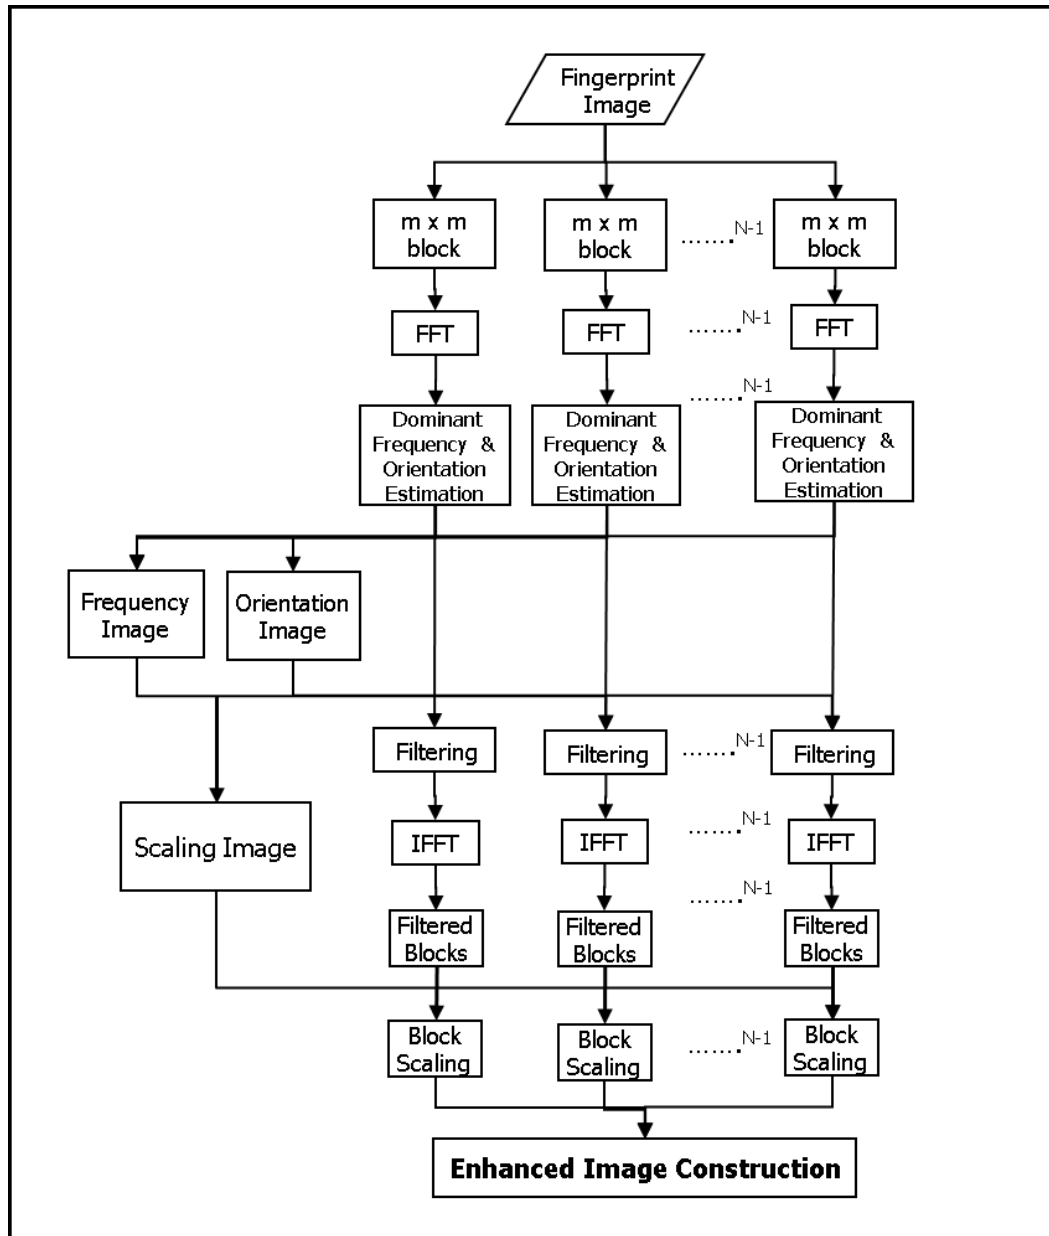 Fingerprint
Image
m x m
block
m x m
block
.......N-1
m x m
block
FFT
FFT
.......N-1
FFT
.......N-1
Dominant
Frequency &
Orientation
Estimation
Dominant
Frequency &
Orientation
Estimation
Dominant
Frequency &
Orientation
Estimation
Frequency
Image
Orientation
Image
Filtering
Filtering
.......N-1
Filtering
Scaling Image
IFFT
IFFT
.......N-1
IFFT
.......N-1
Filtered
Blocks
Filtered
Blocks
Filtered
Blocks
Block
Scaling
Block
Scaling
.......N-1
Block
Scaling
Enhanced Image Construction